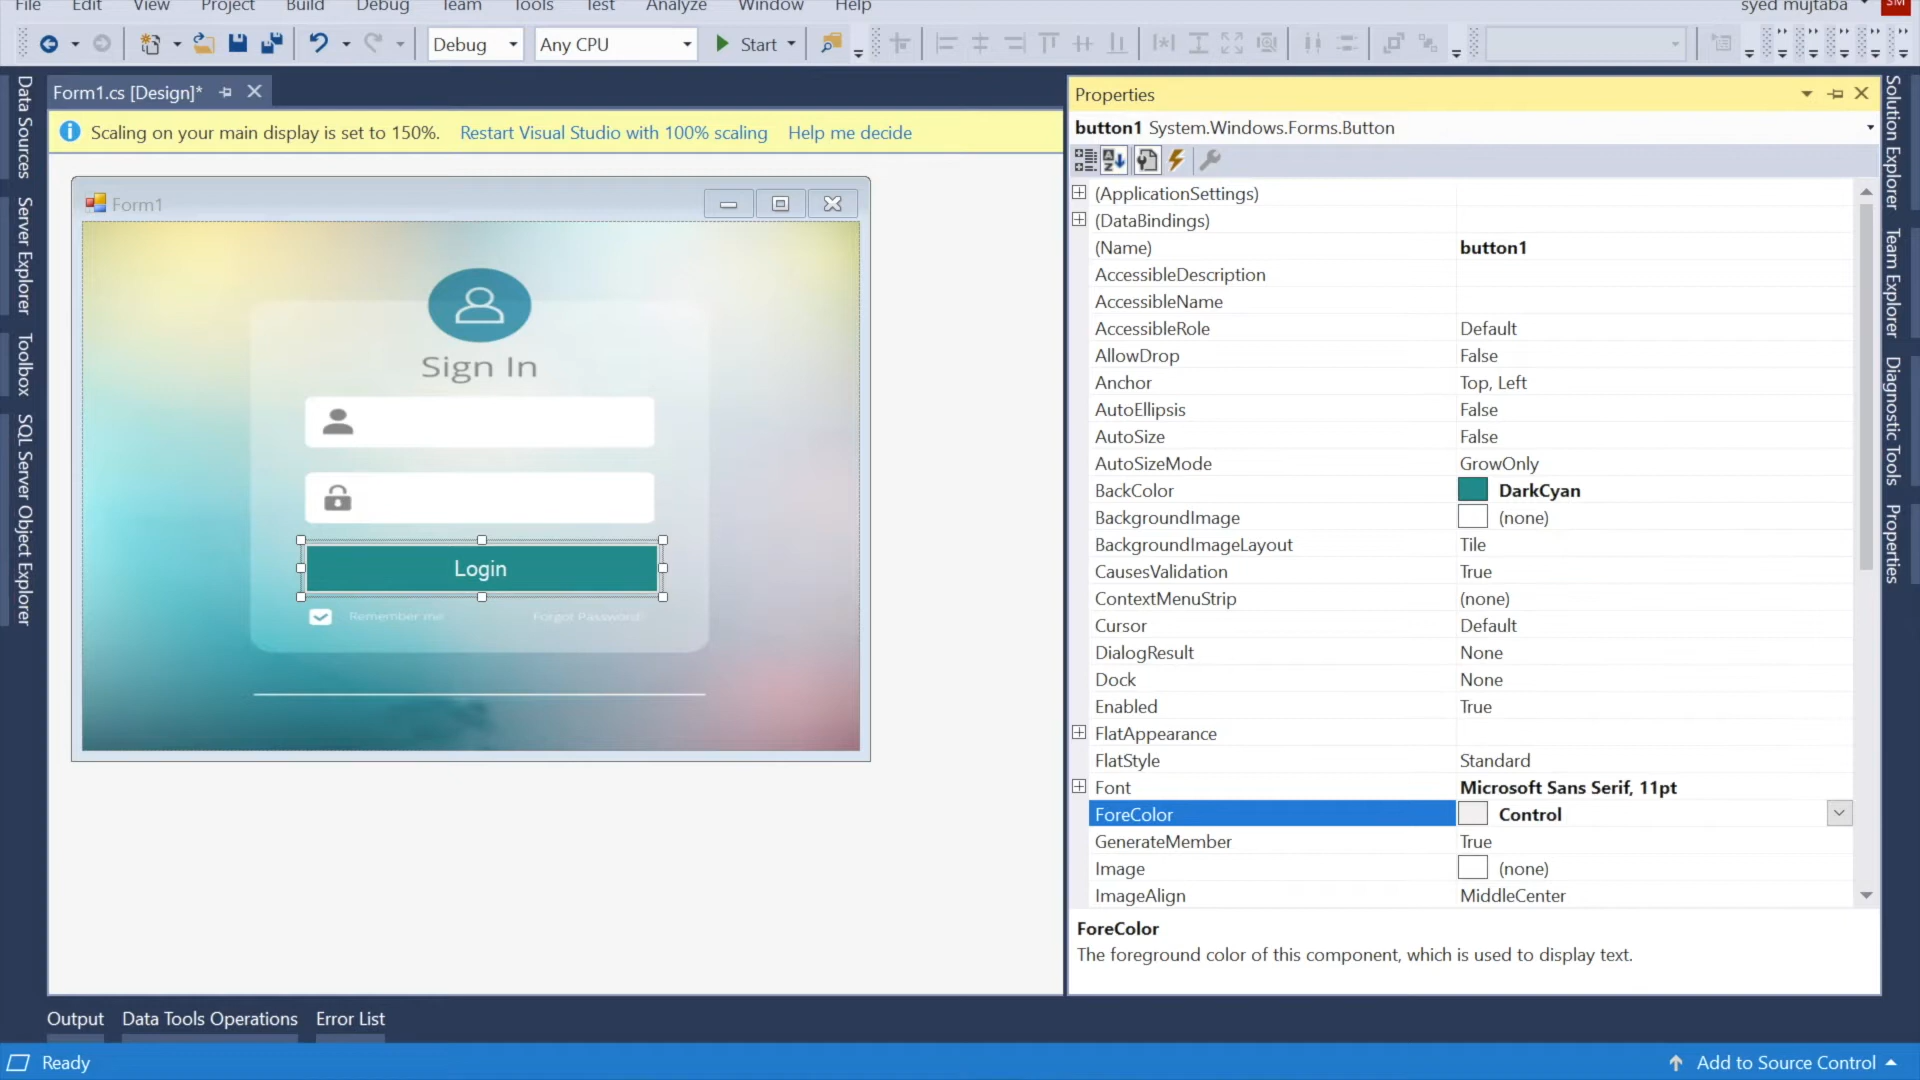 File Edit View Project Build Debug Team Tools Test Analyze Window Help syed mujtaba SM
Debug Any CPU Start
Data Sources
Server Explorer
Toolbox
SQL Server Object Explorer
Form1.cs [Design]*
Scaling on your main display is set to 150%. Restart Visual Studio with 100% scaling Help me decide
Form1
Sign In
Login
Remember me Forgot Password
Properties
button1 System.Windows.Forms.Button
(ApplicationSettings)
(DataBindings)
(Name) button1
AccessibleDescription
AccessibleName
AccessibleRole Default
AllowDrop False
Anchor Top, Left
AutoEllipsis False
AutoSize False
AutoSizeMode GrowOnly
BackColor DarkCyan
BackgroundImage (none)
BackgroundImageLayout Tile
CausesValidation True
ContextMenuStrip (none)
Cursor Default
DialogResult None
Dock None
Enabled True
FlatAppearance
FlatStyle Standard
Font Microsoft Sans Serif, 11pt
ForeColor Control
GenerateMember True
Image (none)
ImageAlign MiddleCenter
ForeColor
The foreground color of this component, which is used to display text.
Solution Explorer
Team Explorer
Diagnostic Tools
Properties
Output Data Tools Operations Error List
Ready Add to Source Control